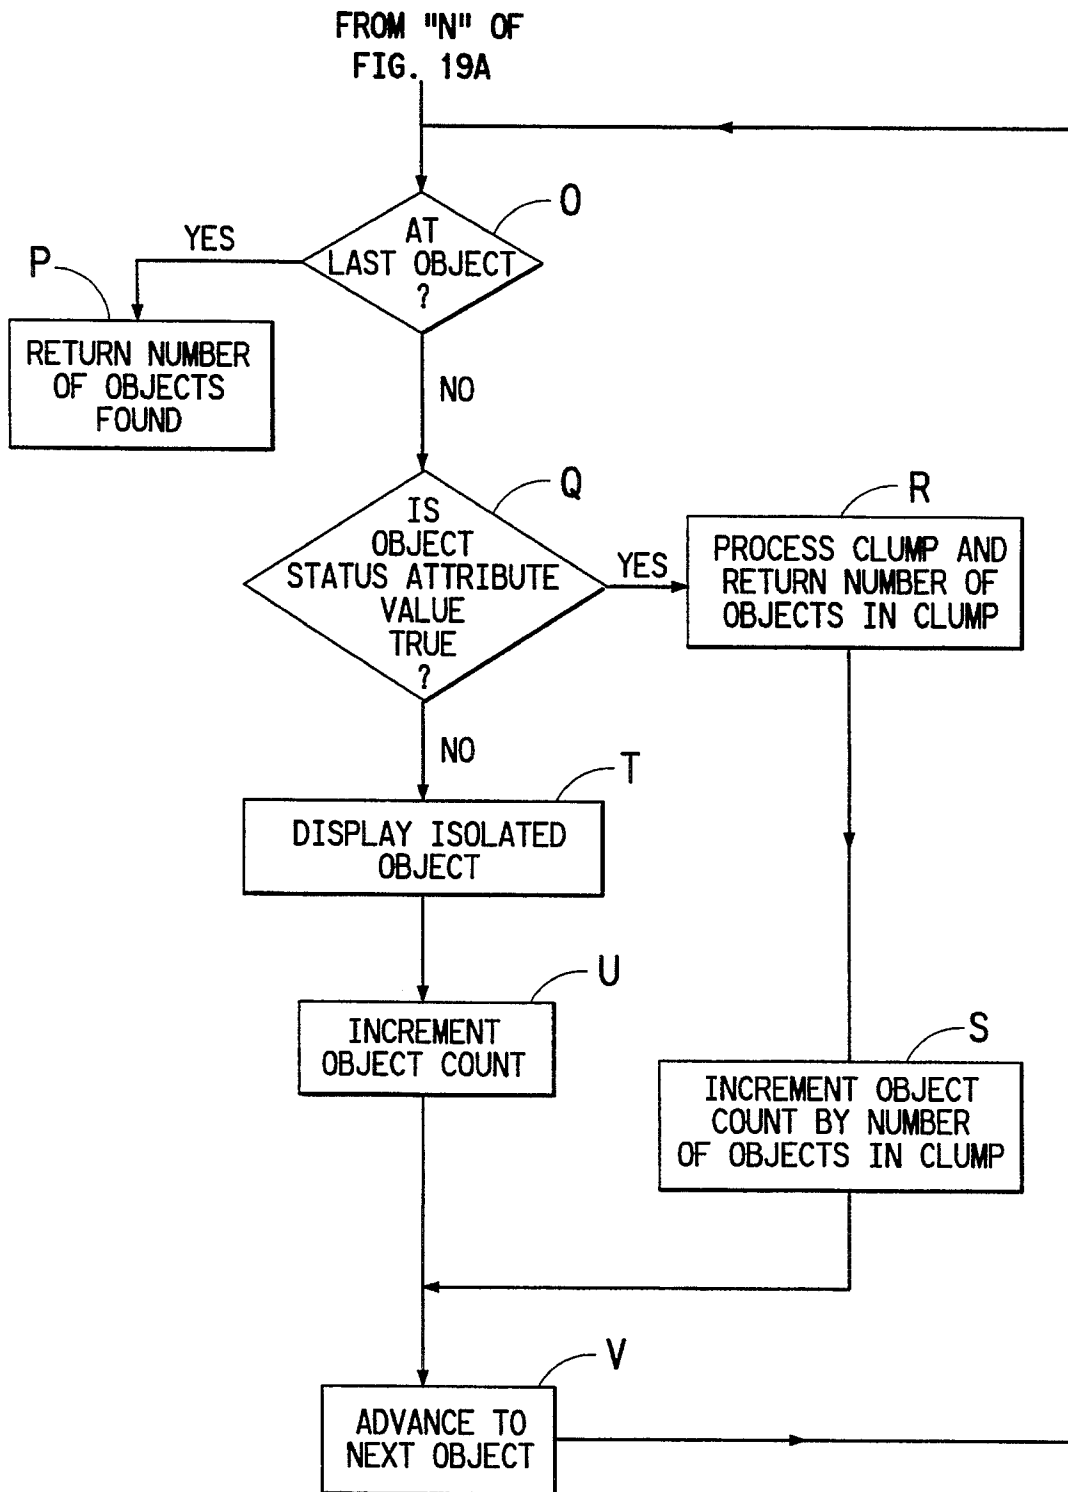 FROM "N" OF
FIG. 19A
O
AT
LAST OBJECT
?
YES
P
RETURN NUMBER
OF OBJECTS
FOUND
NO
Q
IS
OBJECT
STATUS ATTRIBUTE
VALUE
TRUE
?
YES
R
PROCESS CLUMP AND
RETURN NUMBER OF
OBJECTS IN CLUMP
NO
T
DISPLAY ISOLATED
OBJECT
U
INCREMENT
OBJECT COUNT
S
INCREMENT OBJECT
COUNT BY NUMBER
OF OBJECTS IN CLUMP
V
ADVANCE TO
NEXT OBJECT